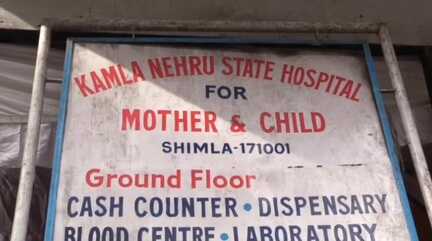 KAMLA NEHRU STATE HOSPITAL
FOR
MOTHER & CHILD
SHIMLA-171001
Ground Floor
CASH COUNTER • DISPENSARY
BLOOD CENTRE • LABORATORY